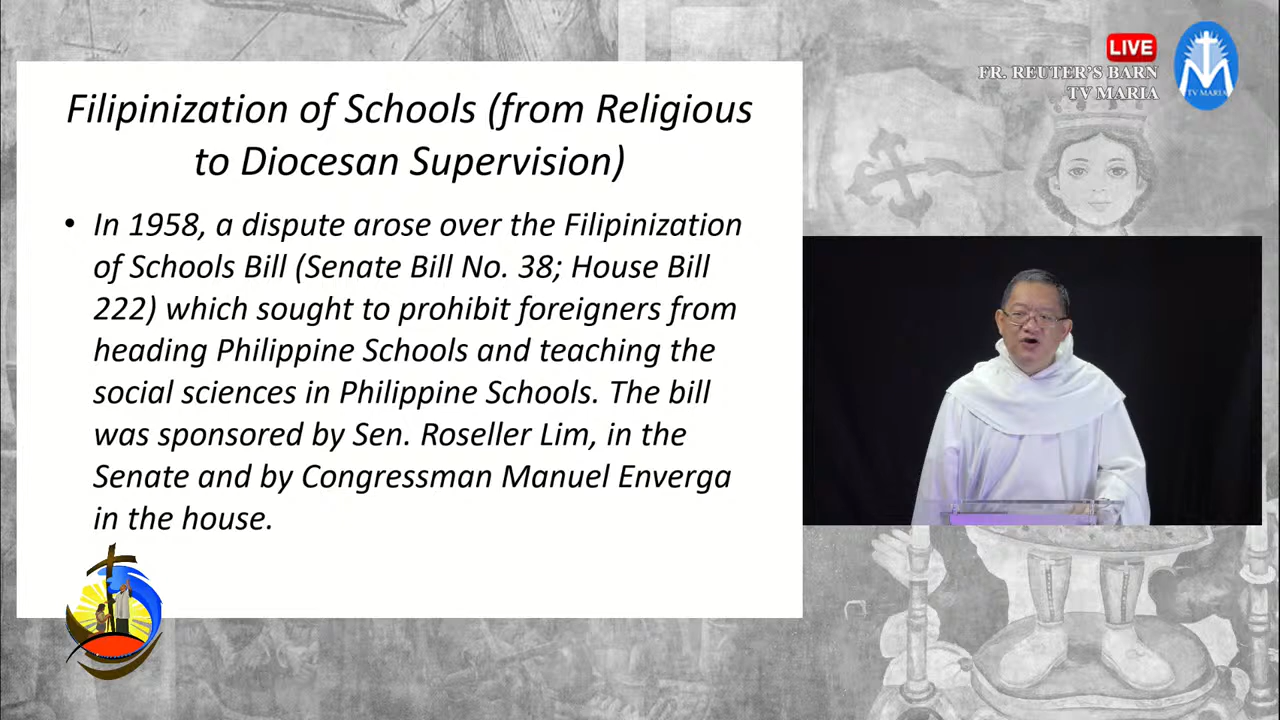 LIVE
FR. REUTER'S BARN
TV MARIA
TV MARIA
Filipinization of Schools (from Religious
to Diocesan Supervision)
• In 1958, a dispute arose over the Filipinization
of Schools Bill (Senate Bill No. 38; House Bill
222) which sought to prohibit foreigners from
heading Philippine Schools and teaching the
social sciences in Philippine Schools. The bill
was sponsored by Sen. Roseller Lim, in the
Senate and by Congressman Manuel Enverga
in the house.